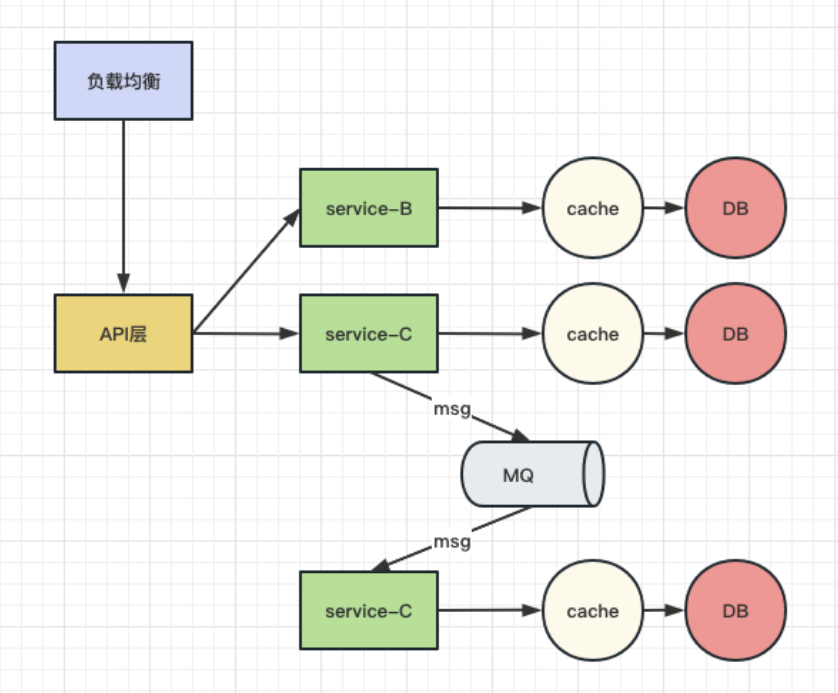 负载均衡
service-B
cache
DB
API层
service-C
cache
DB
msg
MQ
msg
service-C
cache
DB